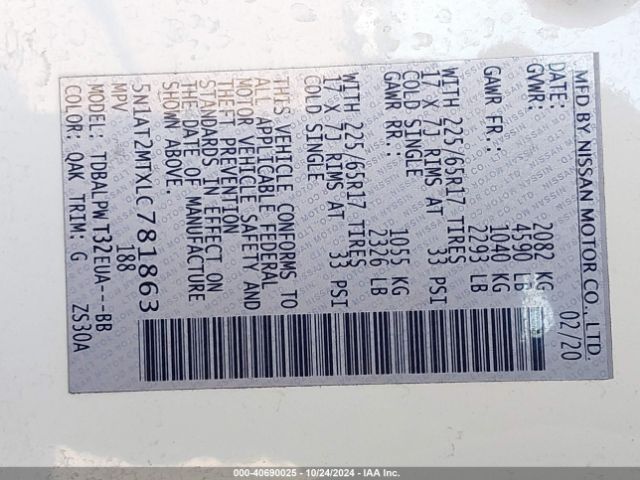 MFD BY NISSAN MOTOR CO., LTD.
DATE: 02/20
GVWR: 2082 KG
4590 LB
GAWR FR.: 1040 KG
2293 LB
WITH 225/65R17 TIRES
17 X 7J RIMS AT 33 PSI
COLD SINGLE
GAWR RR.: 1055 KG
2326 LB
WITH 225/65R17 TIRES
17 X 7J RIMS AT 33 PSI
COLD SINGLE
THIS VEHICLE CONFORMS TO
ALL APPLICABLE FEDERAL
MOTOR VEHICLE SAFETY AND
THEFT PREVENTION
STANDARDS IN EFFECT ON
THE DATE OF MANUFACTURE
SHOWN ABOVE.
5N1AT2MTXLC781863
MPV 188
MODEL: TDBALPWT32EUA---BB
COLOR: QAK TRIM: G ZS30A
000-40690025 - 10/24/2024 - IAA Inc.